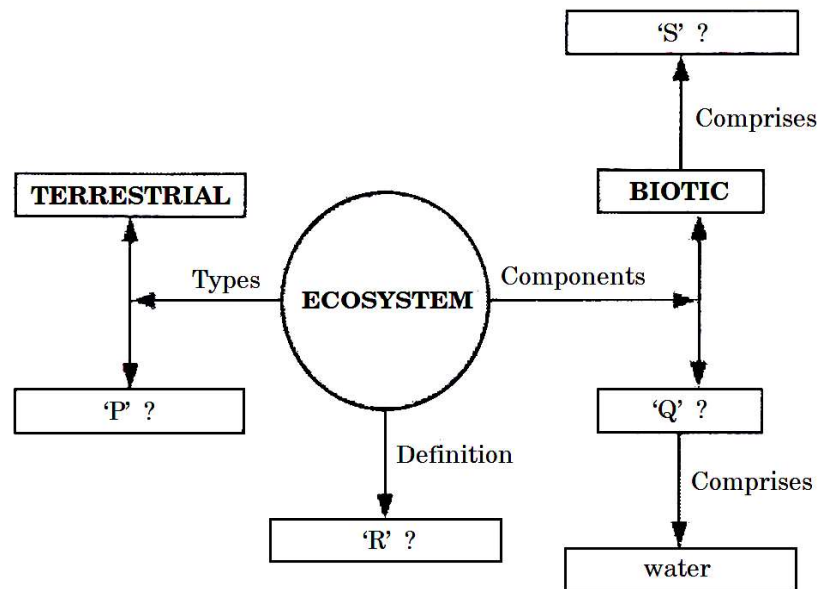 ‘S’ ?
Comprises
TERRESTRIAL
BIOTIC
Types
ECOSYSTEM
Components
‘P’ ?
‘Q’ ?
Definition
Comprises
‘R’ ?
water